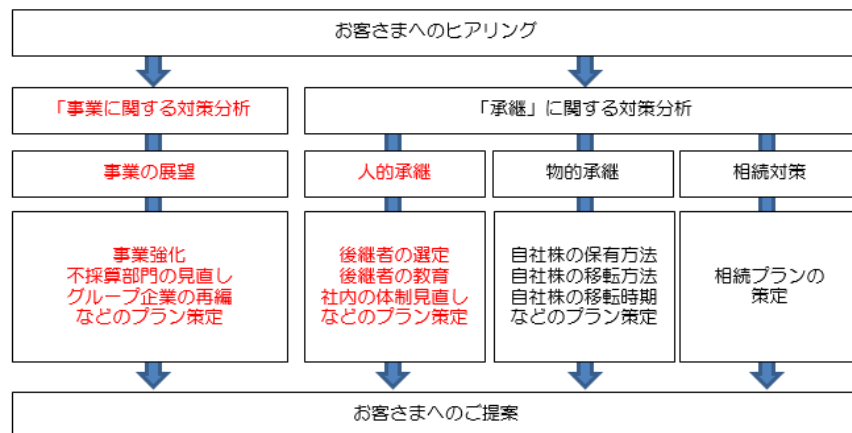 お客さまへのヒアリング
「事業に関する対策分析
「承継」に関する対策分析
事業の展望
人的承継
物的承継
相続対策
事業強化
不採算部門の見直し
グループ企業の再編
などのプラン策定
後継者の選定
後継者の教育
社内の体制見直し
などのプラン策定
自社株の保有方法
自社株の移転方法
自社株の移転時期
などのプラン策定
相続プランの
策定
お客さまへのご提案